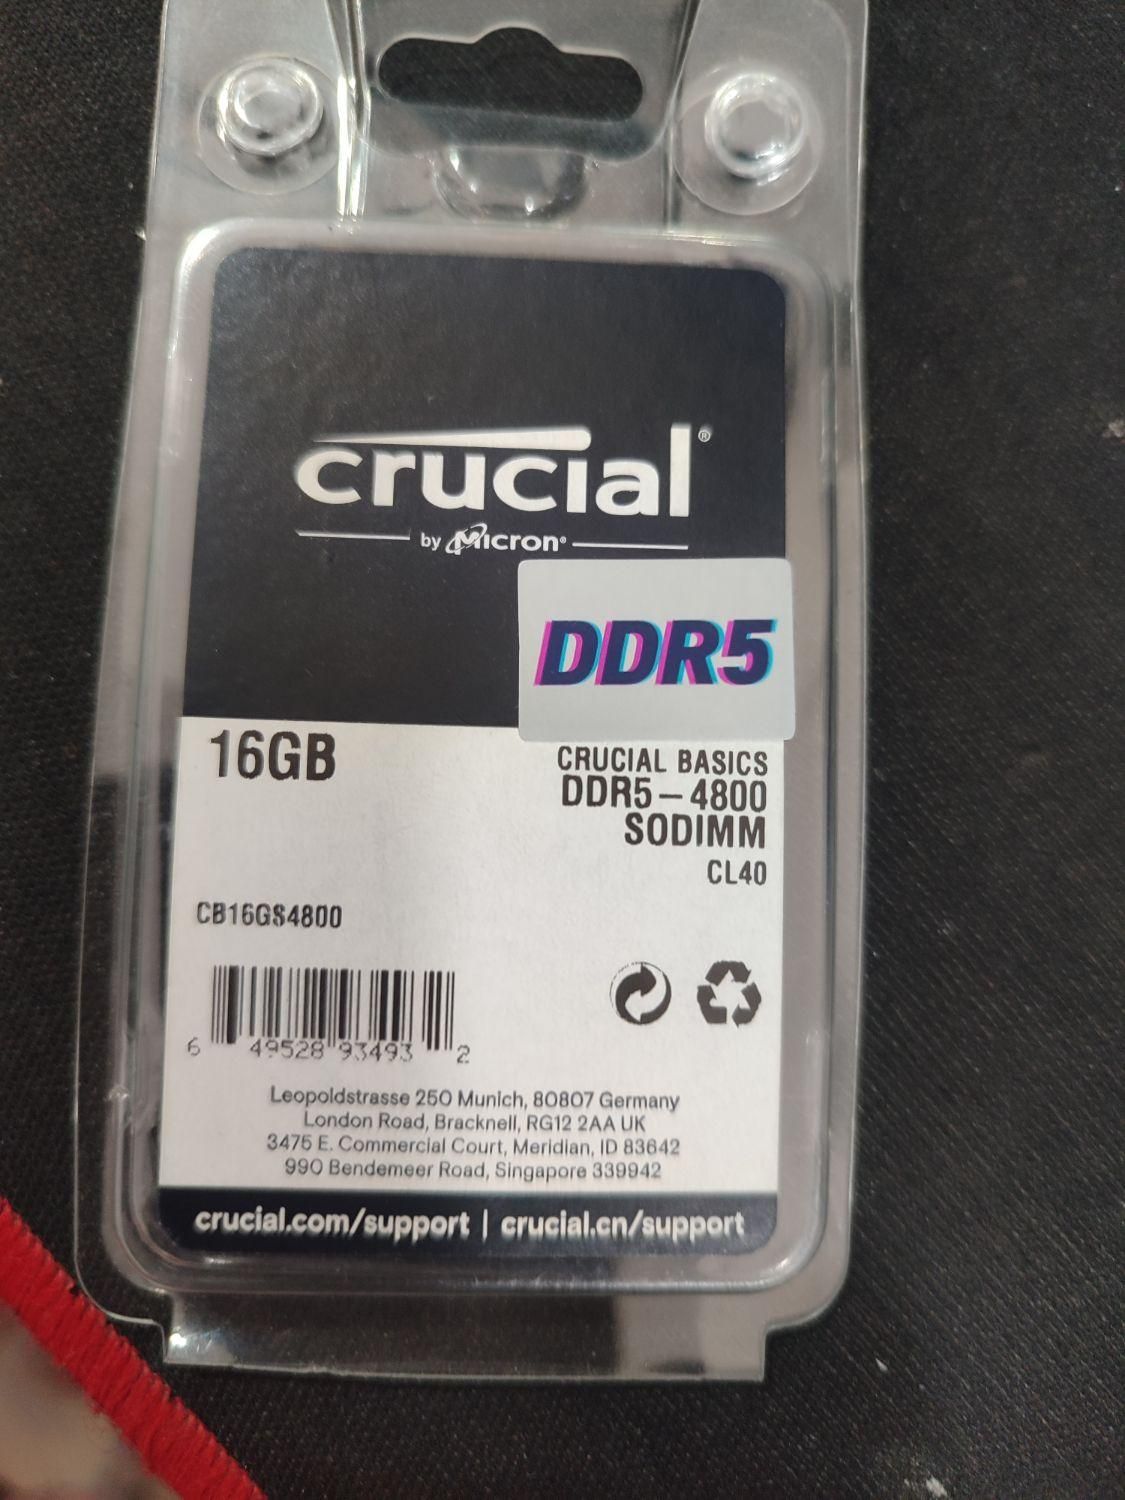 crucial®
by Micron®
DDR5
16GB
CRUCIAL BASICS
DDR5-4800
SODIMM
CL40
CB16GS4800
6 49528 93493 2
Leopoldstrasse 250 Munich, 80807 Germany
London Road, Bracknell, RG12 2AA UK
3475 E. Commercial Court, Meridian, ID 83642
990 Bendemeer Road, Singapore 339942
crucial.com/support | crucial.cn/support